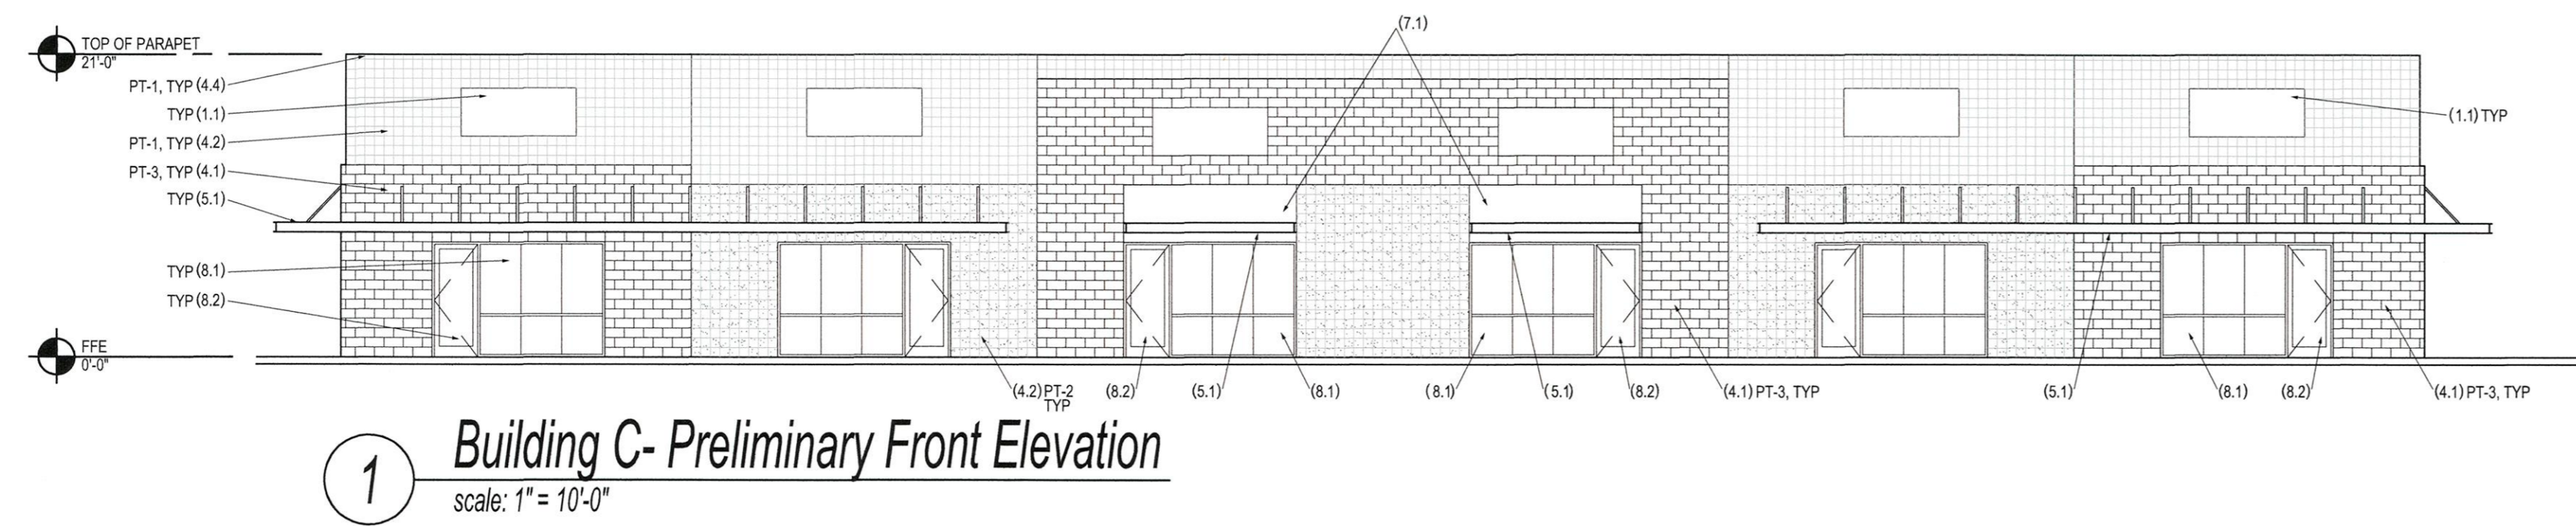 (7.1)
TOP OF PARAPET
21'-0"
PT-1, TYP (4.4)
TYP (1.1)
(1.1) TYP
PT-1, TYP (4.2)
PT-3, TYP (4.1)
TYP (5.1)
TYP (8.1)
TYP (8.2)
FFE
0'-0"
(4.2) PT-2
TYP
(8.2)
(5.1)
(8.1)
(8.1)
(5.1)
(8.2)
(4.1) PT-3, TYP
(5.1)
(8.1)
(8.2)
(4.1) PT-3, TYP
1
Building C- Preliminary Front Elevation
scale: 1" = 10'-0"